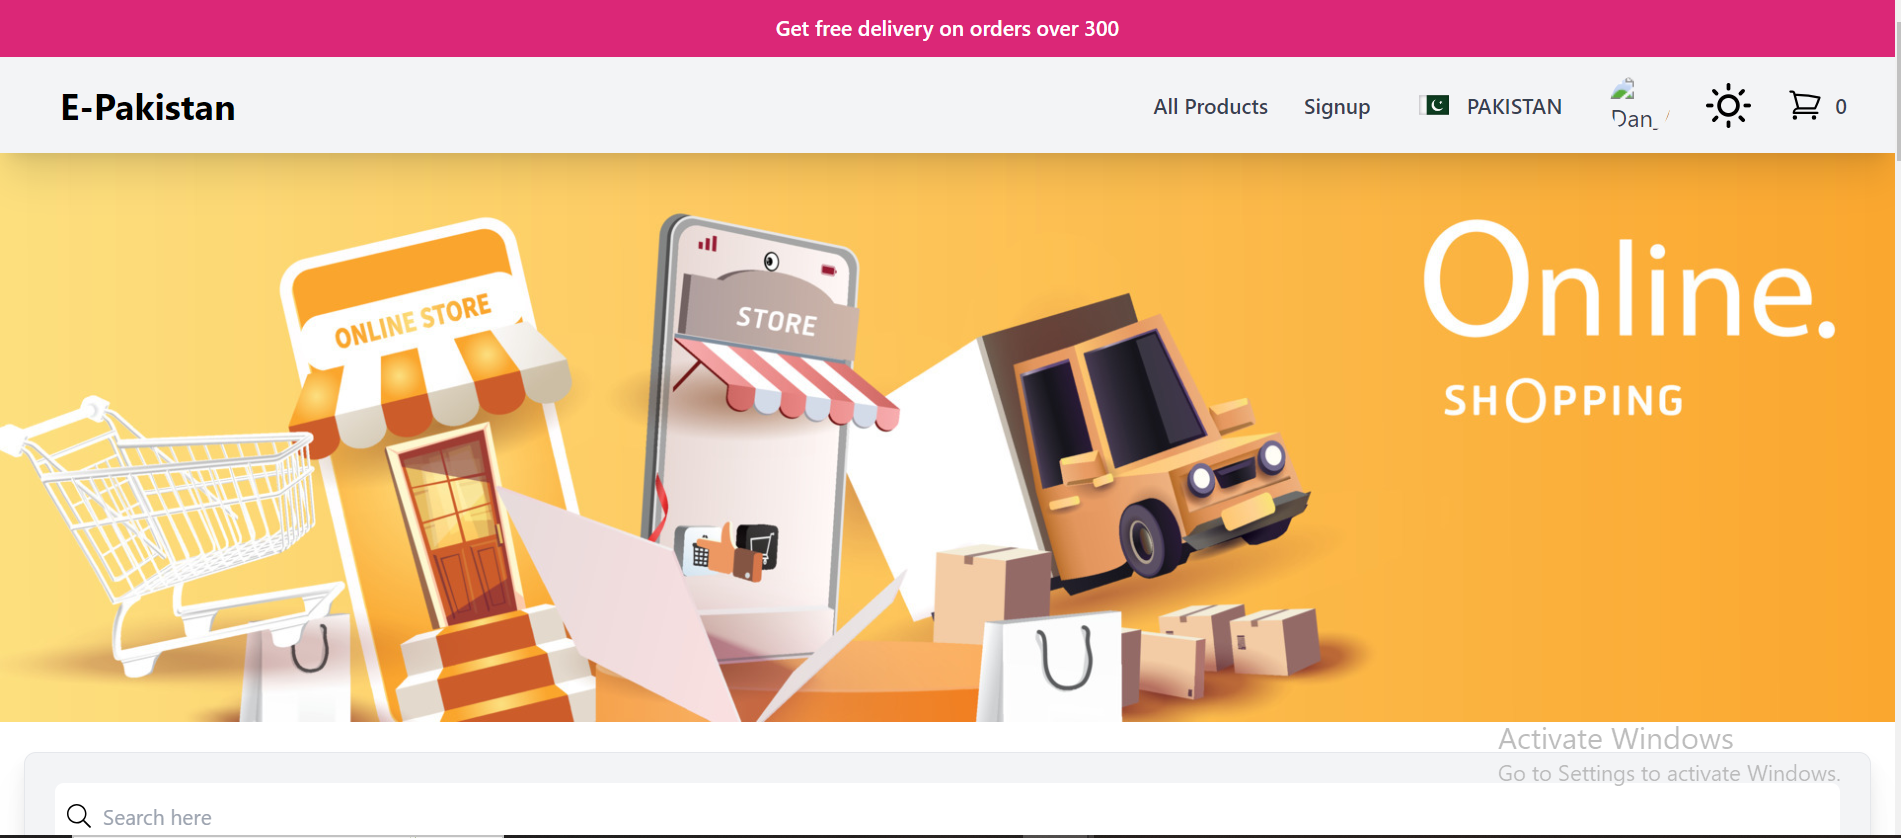 Get free delivery on orders over 300
E-Pakistan
All Products Signup PAKISTAN Dan 0
Online.
SHOPPING
ONLINE STORE
STORE
Activate Windows
Go to Settings to activate Windows.
Search here